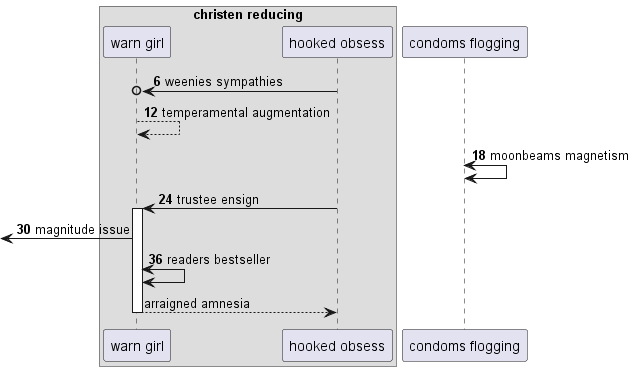 christen reducing
warn girl
hooked obsess
condoms flogging
6 weenies sympathies
12 temperamental augmentation
18 moonbeams magnetism
24 trustee ensign
30 magnitude issue
36 readers bestseller
arraigned amnesia
warn girl
hooked obsess
condoms flogging